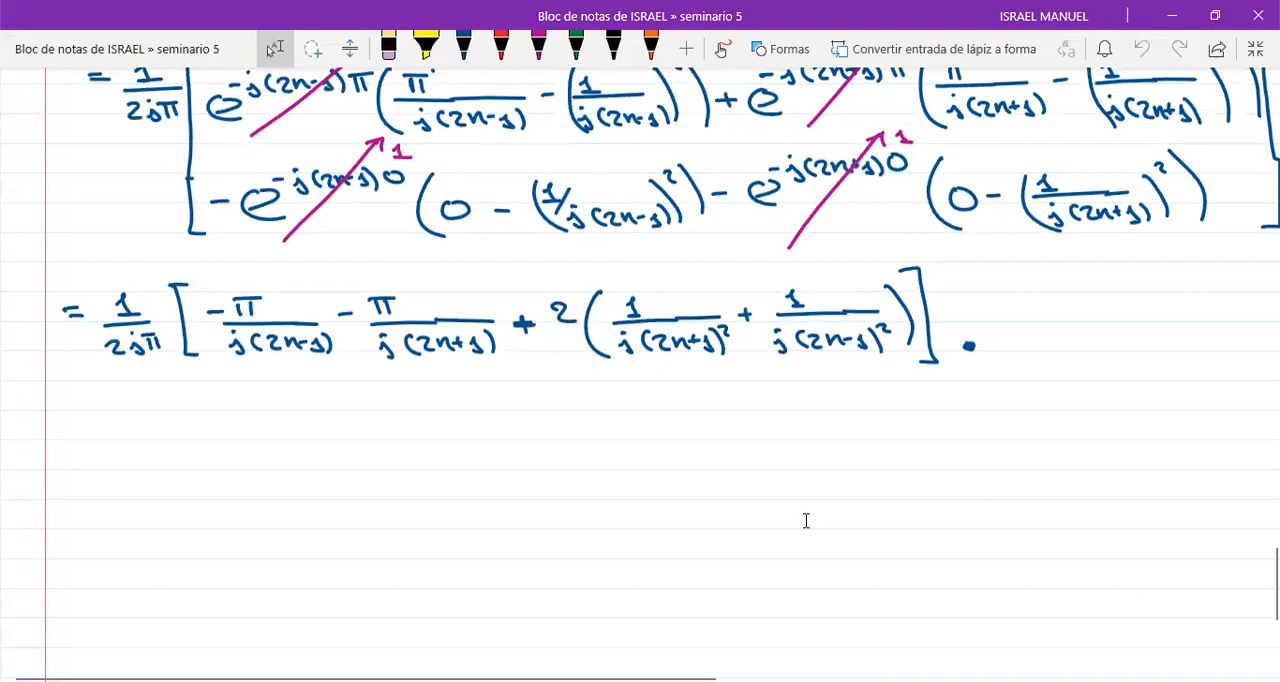 Bloc de notas de ISRAEL » seminario 5
ISRAEL MANUEL
Bloc de notas de ISRAEL » seminario 5
Formas
Convertir entrada de lápiz a forma
= 1/(2jπ) [ e^(-j(2n-1)π) ( π/(j(2n-1)) - (1/(j(2n-1)))² ) + e^(-j(2n+1)π) ( π/(j(2n+1)) - (1/(j(2n+1)))
1 1
- e^(-j(2n-1)0) ( 0 - (1/j(2n-1))² ) - e^(-j(2n+1)0) ( 0 - (1/(j(2n+1)))² ) ]
= 1/(2jπ) [ -π/(j(2n-1)) - π/(j(2n+1)) + 2 ( 1/(j(2n+1)²) + 1/(j(2n-1)²) ) ] .